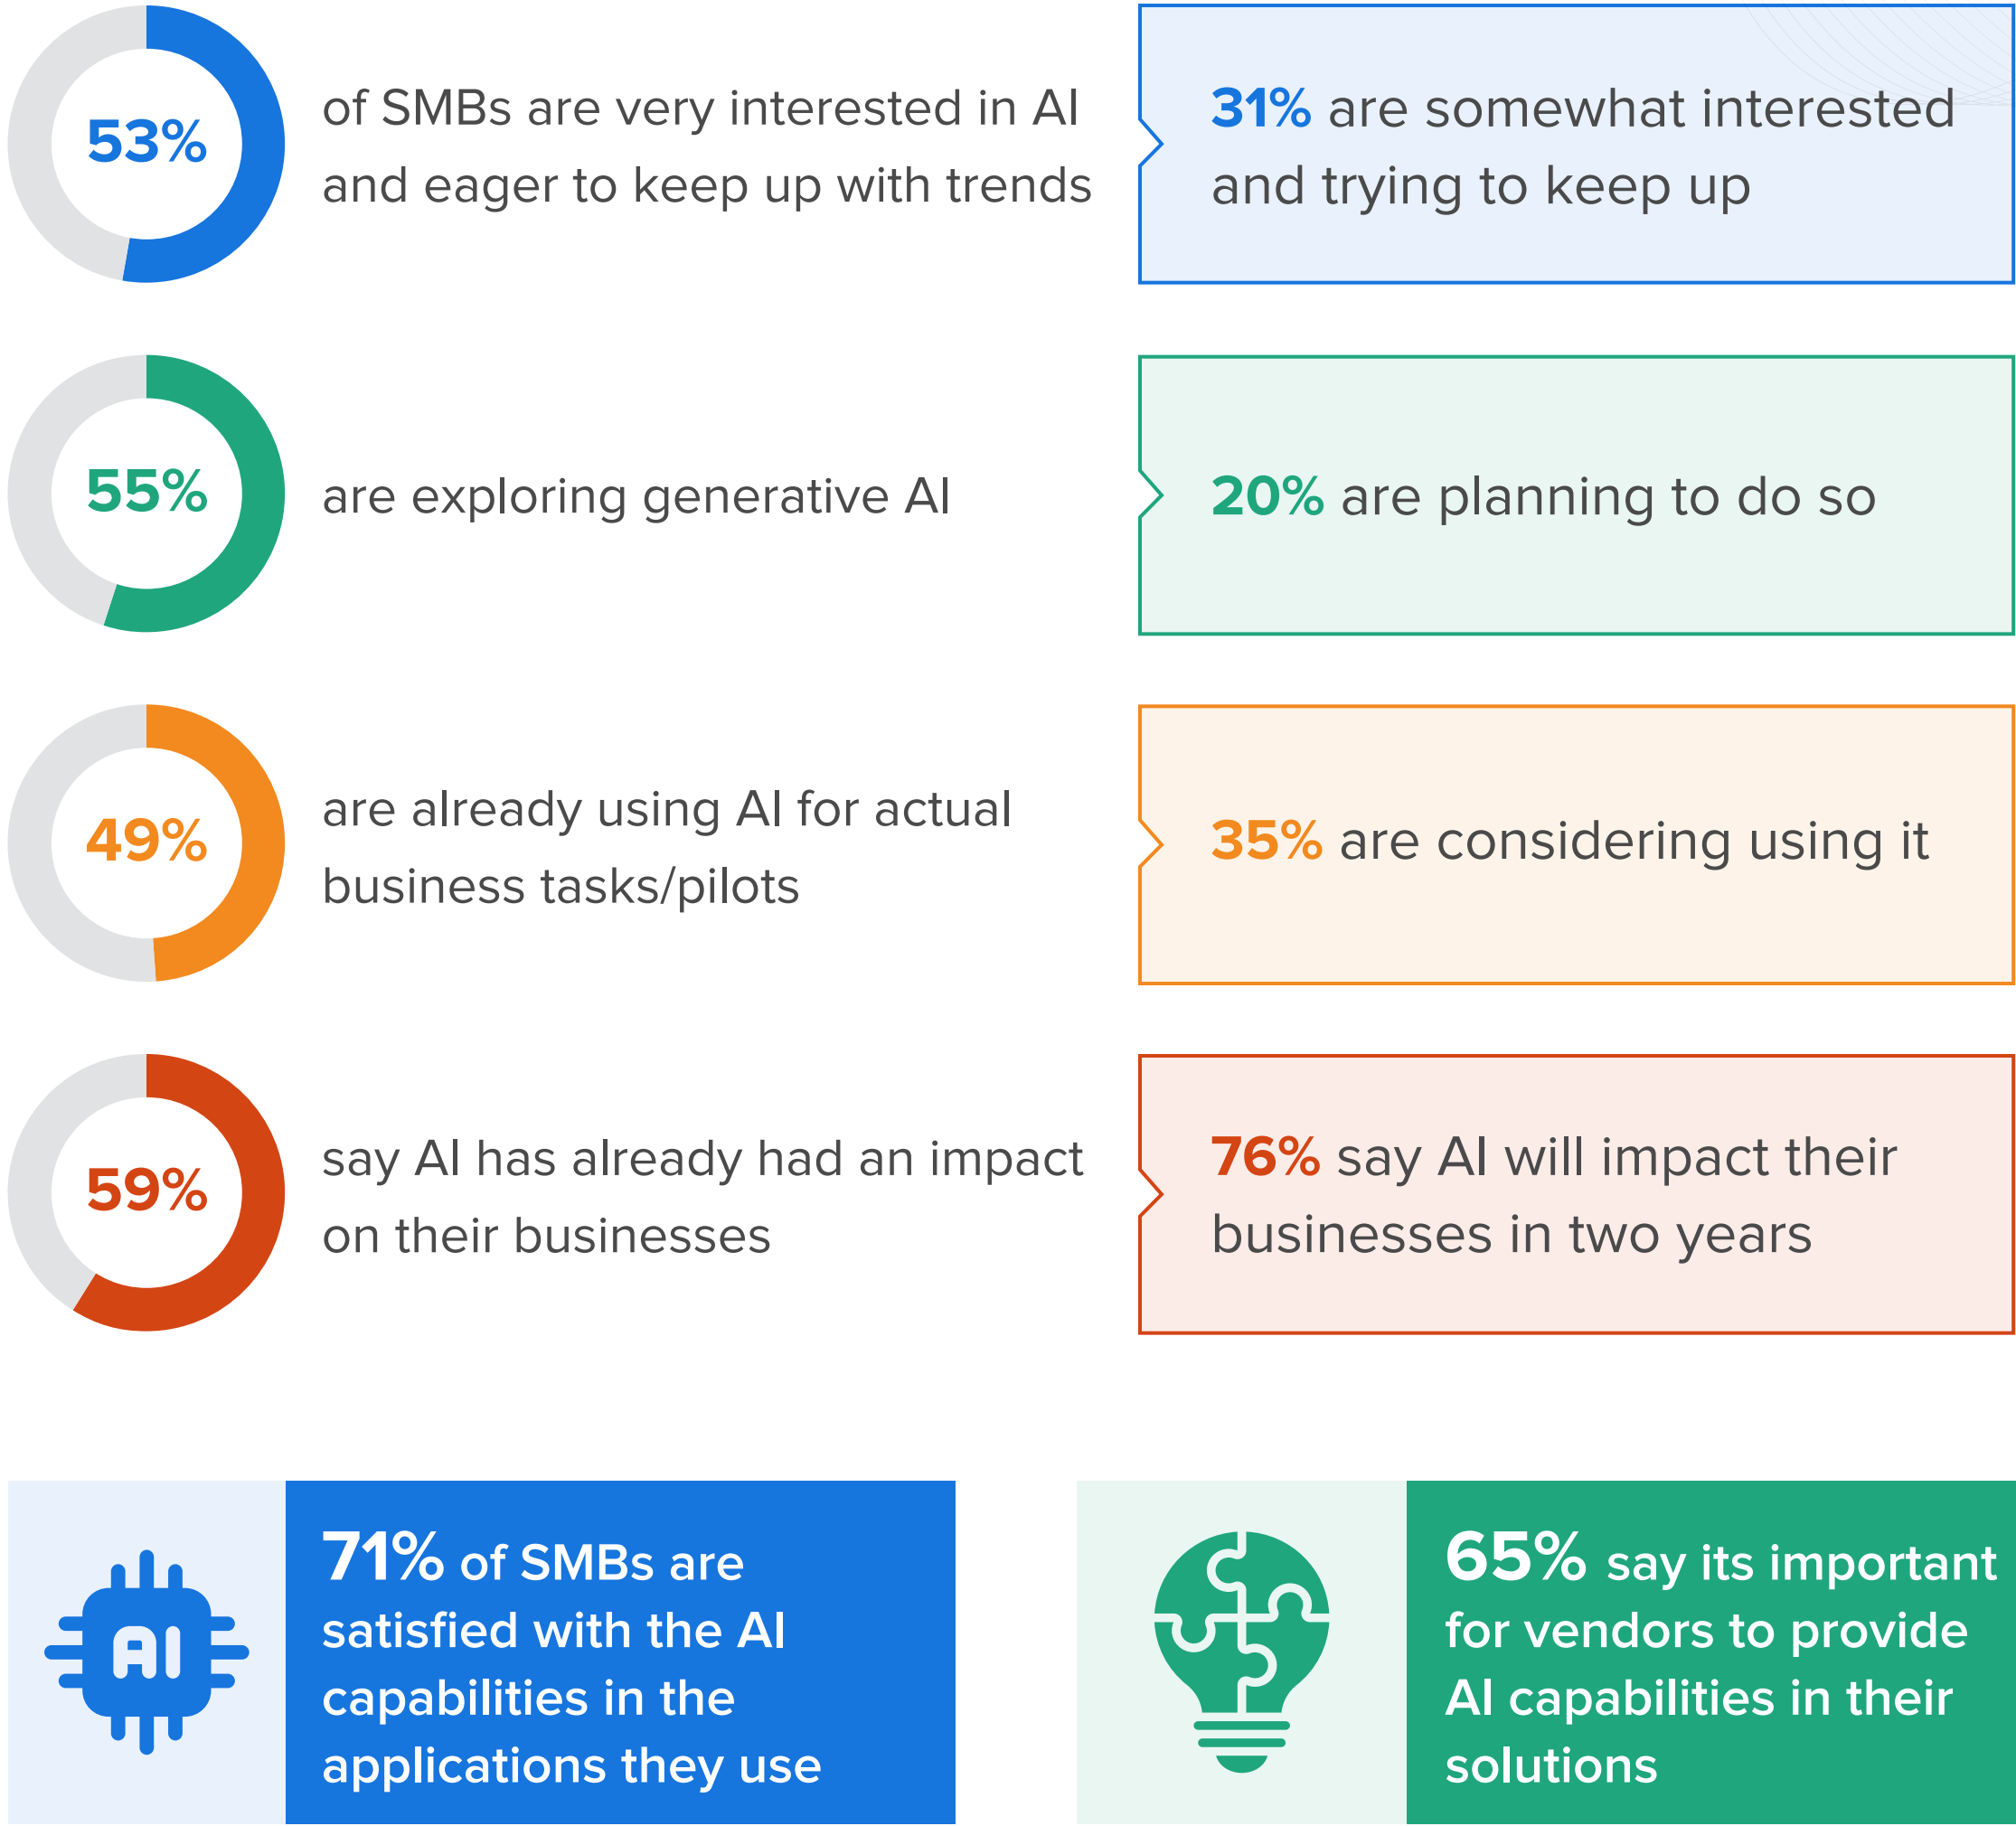 53%
of SMBs are very interested in AI
and eager to keep up with trends
31% are somewhat interested
and trying to keep up
55%
are exploring generative AI
20% are planning to do so
49%
are already using AI for actual
business tasks/pilots
35% are considering using it
59%
say AI has already had an impact
on their businesses
76% say AI will impact their
businesses in two years
AI
71% of SMBs are
satisfied with the AI
capabilities in the
applications they use
65% say its important
for vendors to provide
AI capabilities in their
solutions